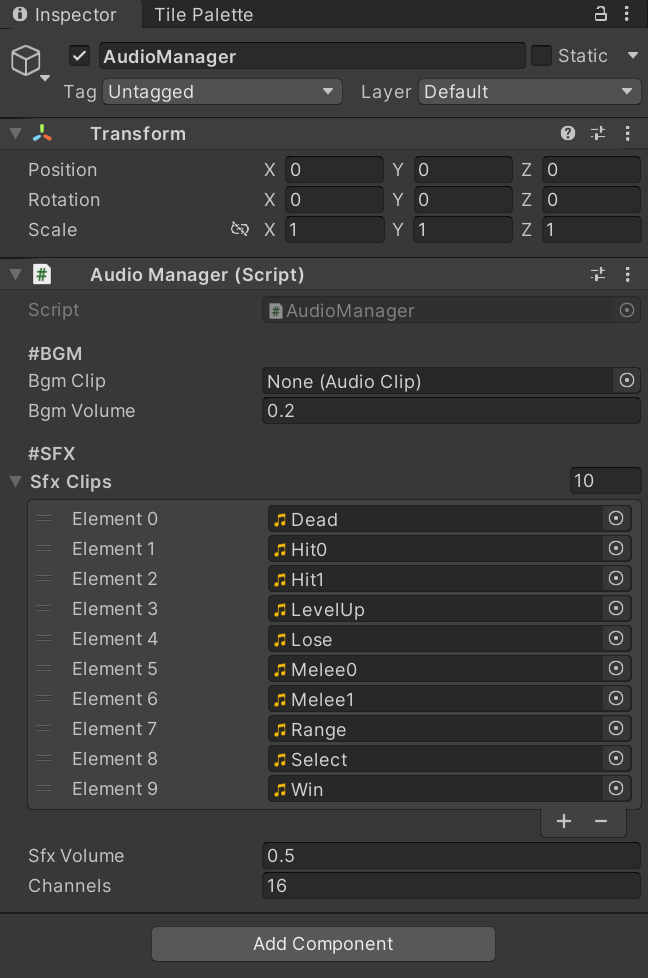 Inspector Tile Palette
AudioManager Static
Tag Untagged Layer Default
Transform
Position X 0 Y 0 Z 0
Rotation X 0 Y 0 Z 0
Scale X 1 Y 1 Z 1
# Audio Manager (Script)
Script # AudioManager
#BGM
Bgm Clip None (Audio Clip)
Bgm Volume 0.2
#SFX
Sfx Clips 10
Element 0 Dead
Element 1 Hit0
Element 2 Hit1
Element 3 LevelUp
Element 4 Lose
Element 5 Melee0
Element 6 Melee1
Element 7 Range
Element 8 Select
Element 9 Win
+ −
Sfx Volume 0.5
Channels 16
Add Component